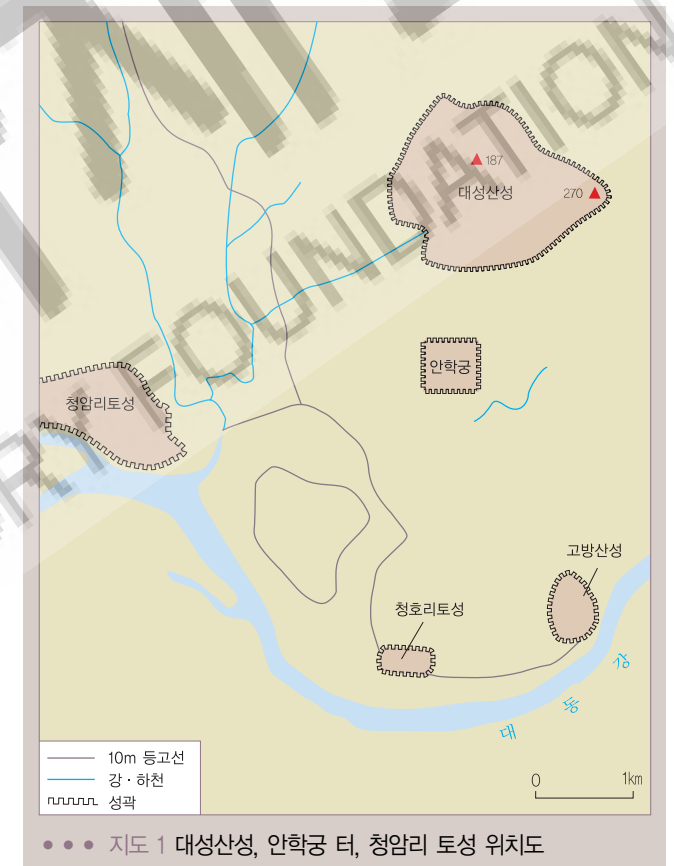 187
대성산성
270
안학궁
청암리토성
고방산성
청호리토성
대동강
10m 등고선
강·하천
성곽
0 1km
••• 지도 1 대성산성, 안학궁 터, 청암리 토성 위치도
RY FOUNDATION